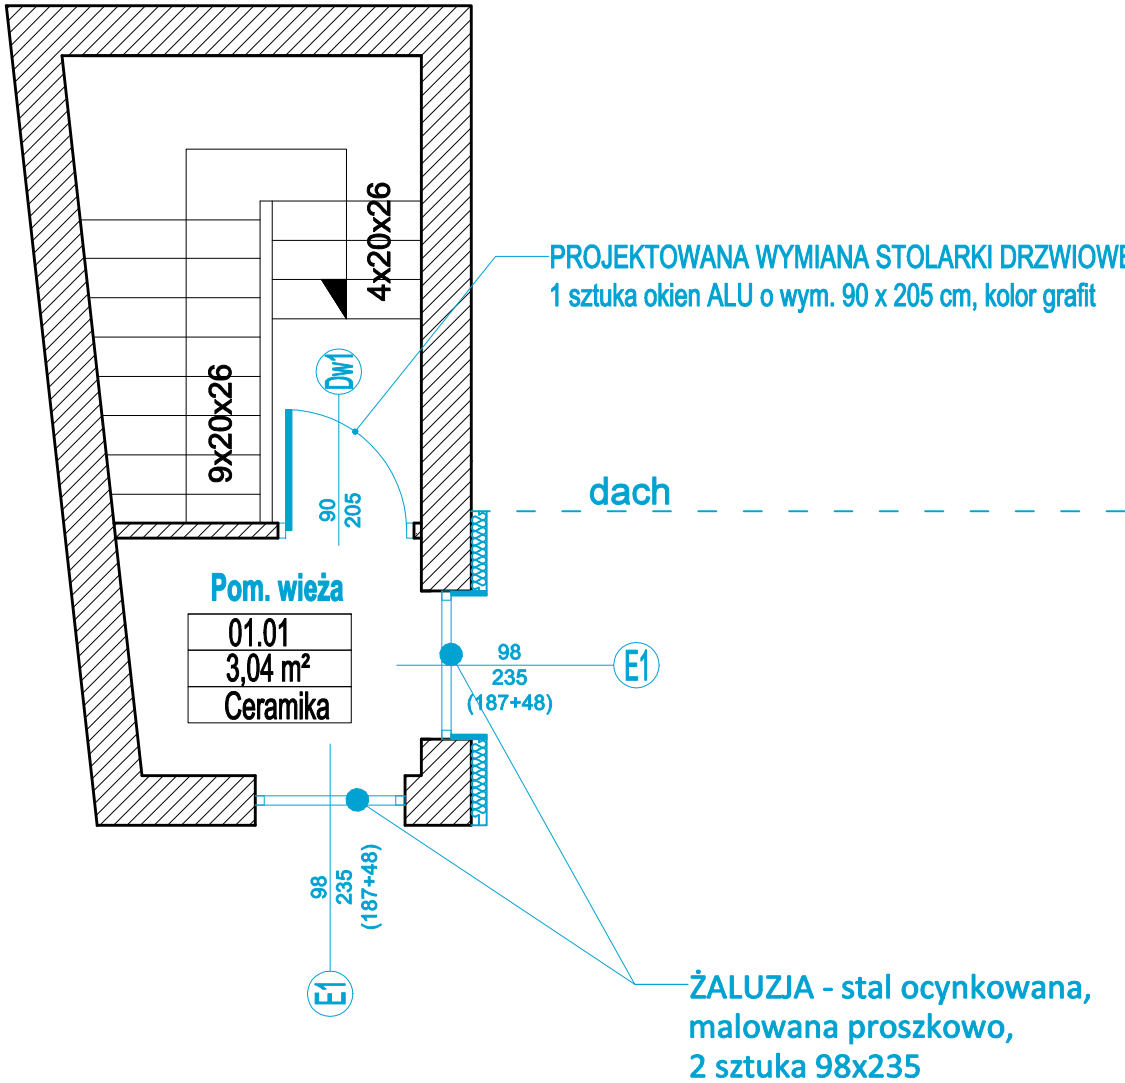 4x20x26
9x20x26
PROJEKTOWANA WYMIANA STOLARKI DRZWIOWE
1 sztuka okien ALU o wym. 90 x 205 cm, kolor grafit
Dw1
90
205
dach
Pom. wieża
01.01
3,04 m²
Ceramika
98
235
(187+48)
E1
98
235
(187+48)
E1
ŻALUZJA - stal ocynkowana,
malowana proszkowo,
2 sztuka 98x235